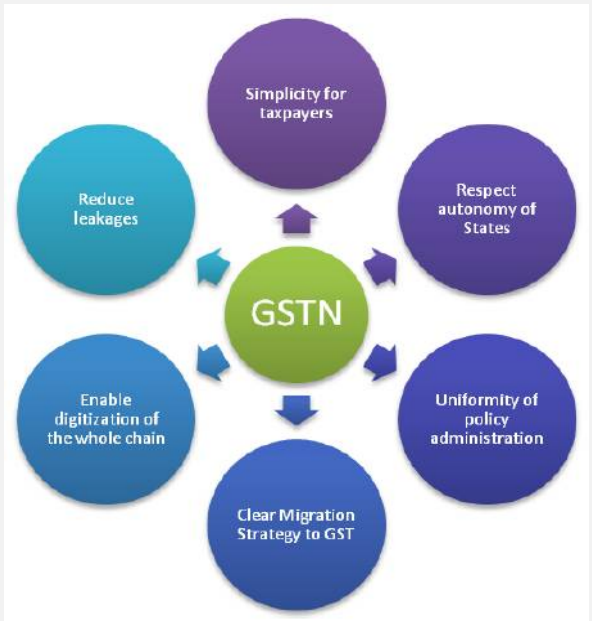 Simplicity for
taxpayers
Respect
autonomy of
States
Uniformity of
policy
administration
Clear Migration
Strategy to GST
Enable
digitization of
the whole chain
Reduce
leakages
GSTN